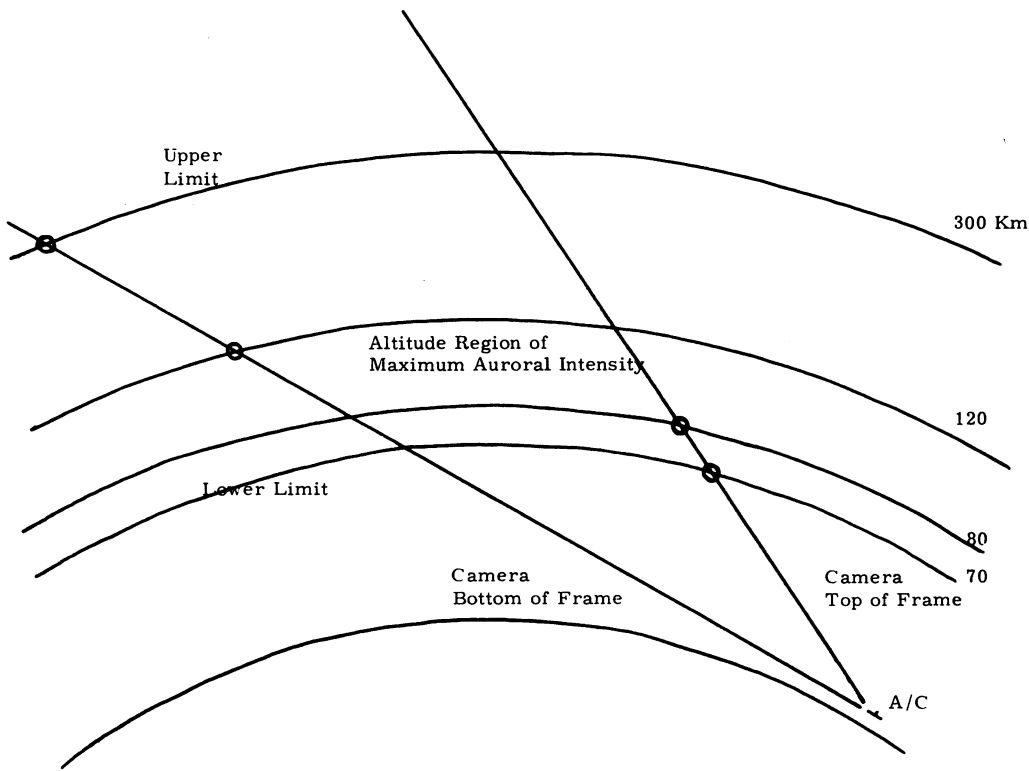 Upper
Limit
300 Km
Altitude Region of
Maximum Auroral Intensity
120
Lower Limit
80
70
Camera
Bottom of Frame
Camera
Top of Frame
A/C